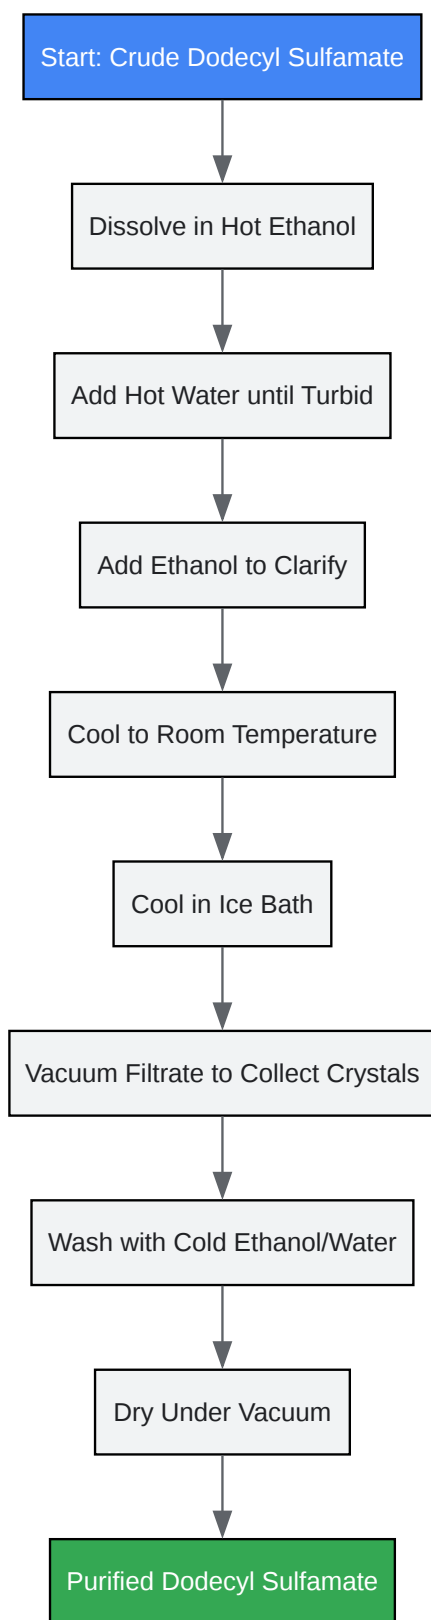 Start: Crude Dodecyl Sulfamate
Dissolve in Hot Ethanol
Add Hot Water until Turbid
Add Ethanol to Clarify
Cool to Room Temperature
Cool in Ice Bath
Vacuum Filtrate to Collect Crystals
Wash with Cold Ethanol/Water
Dry Under Vacuum
Purified Dodecyl Sulfamate